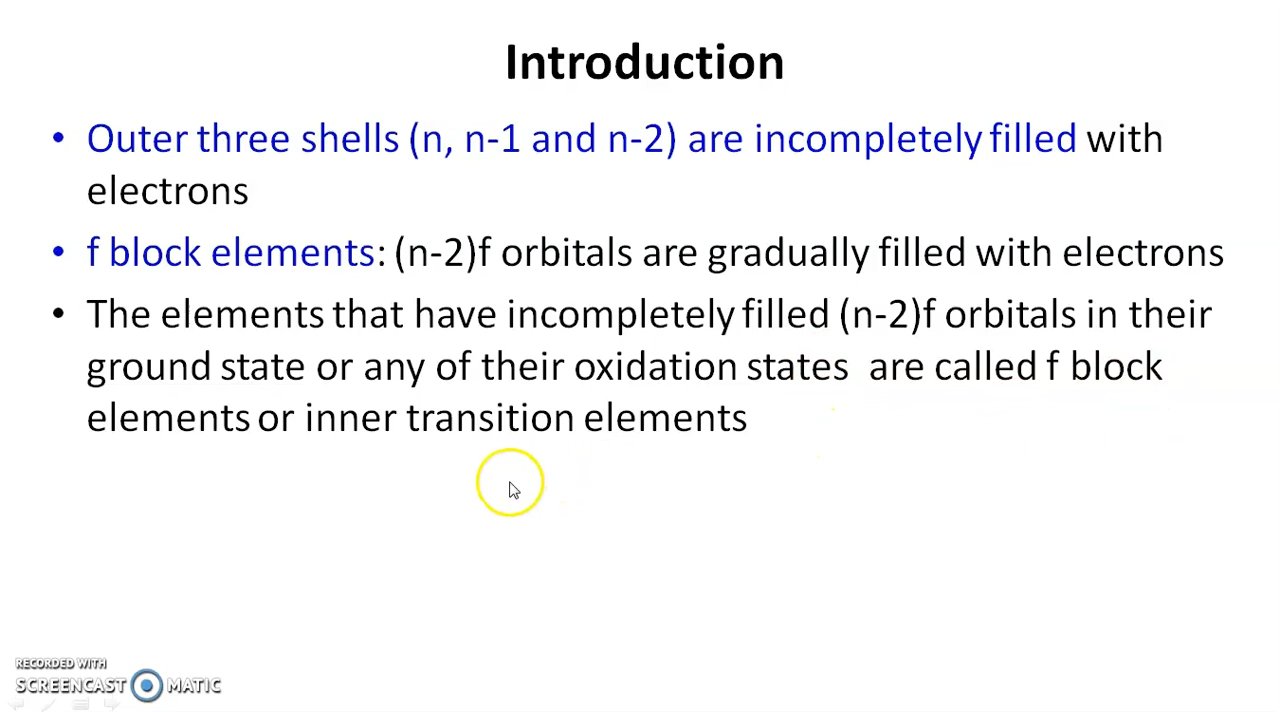 Introduction
• Outer three shells (n, n-1 and n-2) are incompletely filled with
electrons
• f block elements: (n-2)f orbitals are gradually filled with electrons
• The elements that have incompletely filled (n-2)f orbitals in their
ground state or any of their oxidation states are called f block
elements or inner transition elements
RECORDED WITH
SCREENCAST MATIC